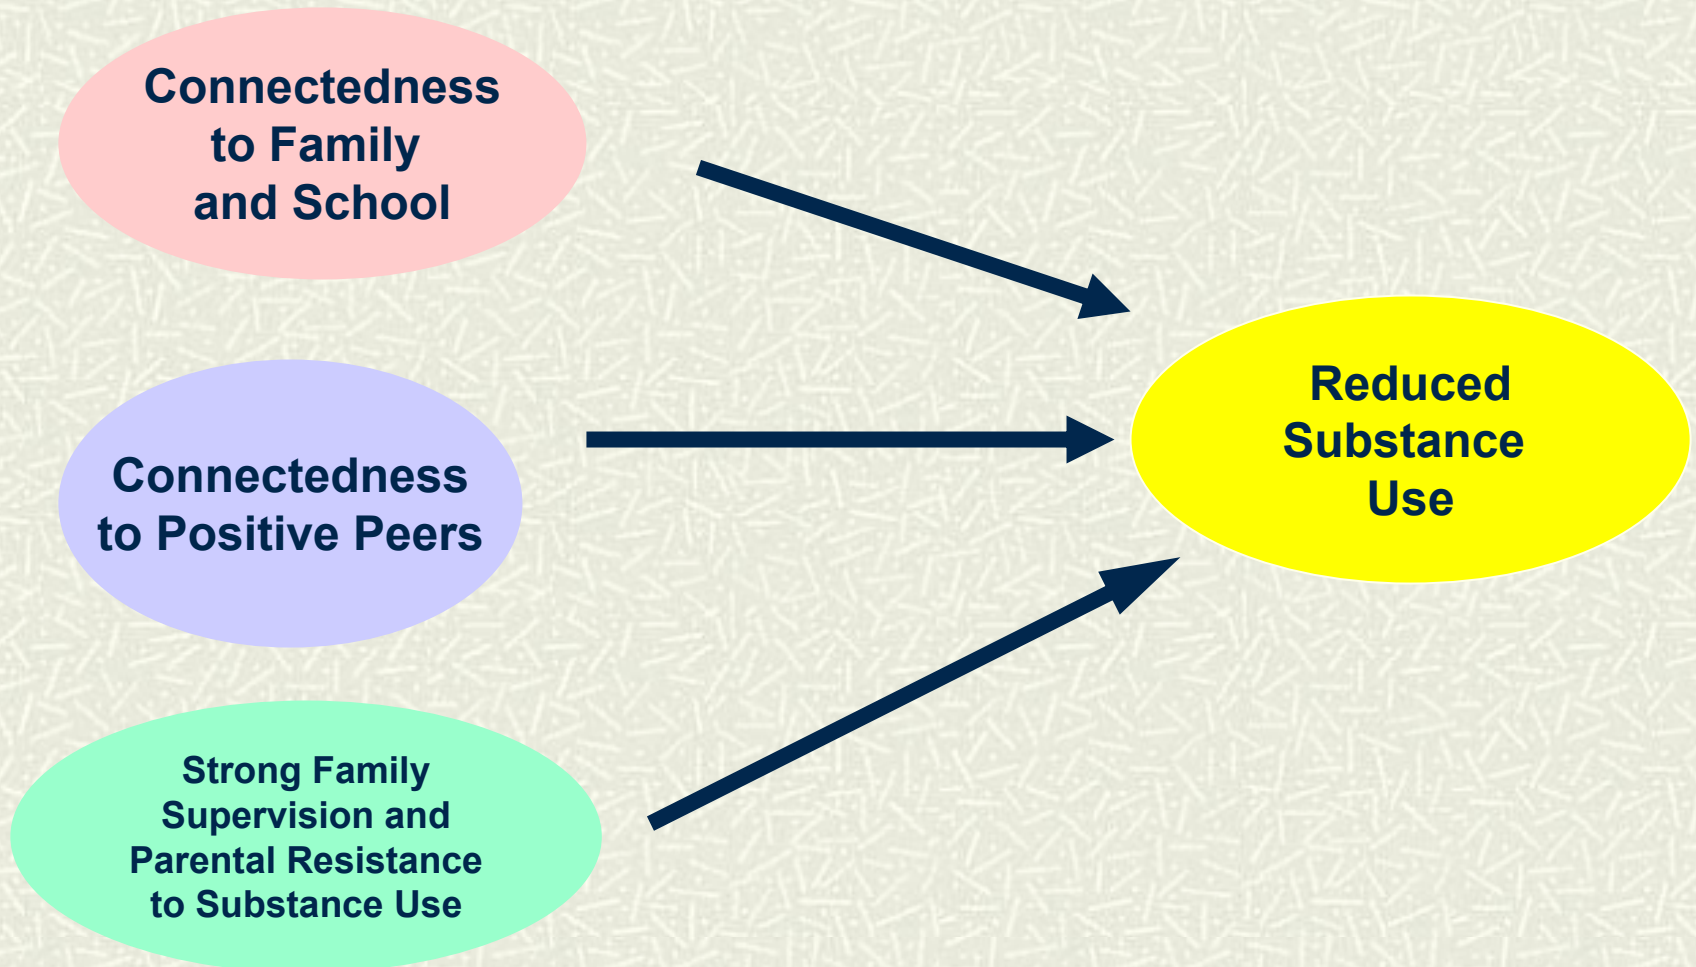 Connectedness
to Family
and School
Connectedness
to Positive Peers
Strong Family
Supervision and
Parental Resistance
to Substance Use
Reduced
Substance
Use